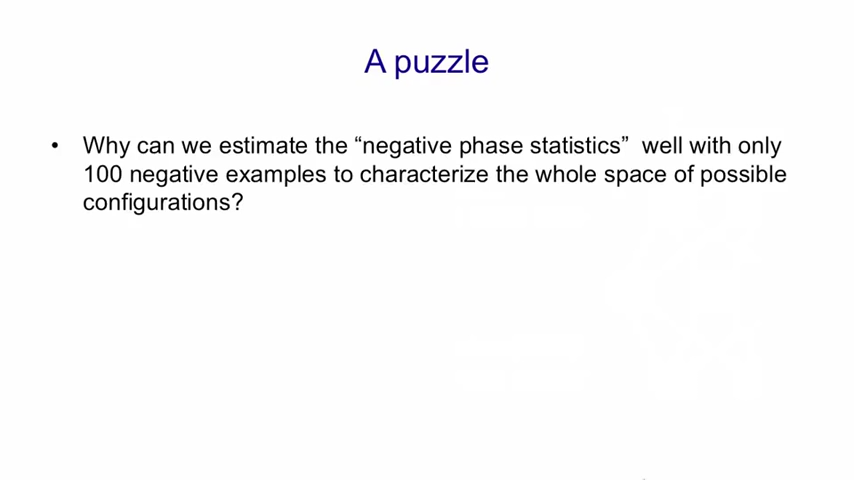 A puzzle
• Why can we estimate the “negative phase statistics” well with only
100 negative examples to characterize the whole space of possible
configurations?